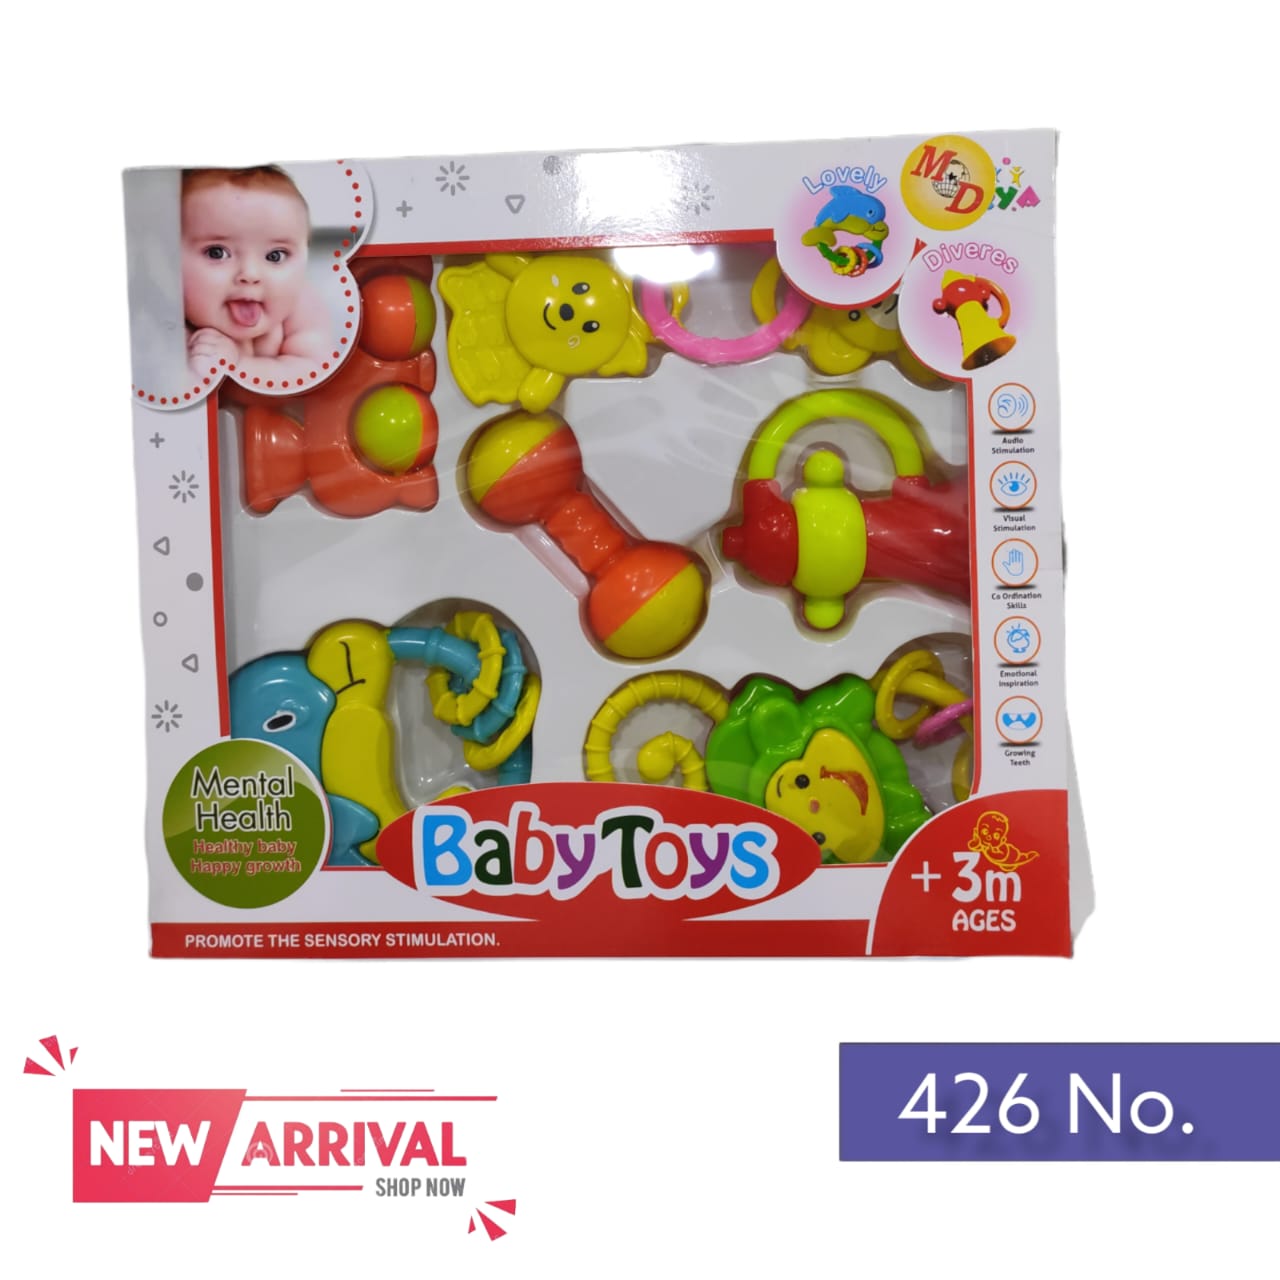 Lovely
MD
Diveres
Audio
Stimulation
Visual
Stimulation
Co Ordination
Skills
Emotional
Inspiration
Growing
Teeth
Mental
Health
Healthy baby
Happy growth
Baby Toys
+ 3m
AGES
PROMOTE THE SENSORY STIMULATION.
NEW ARRIVAL
SHOP NOW
426 No.